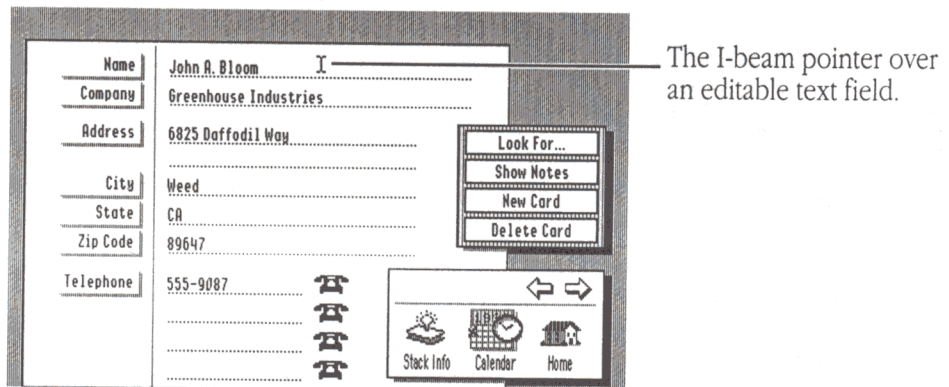 Name John A. Bloom
The I-beam pointer over
an editable text field.
Company Greenhouse Industries
Address 6825 Daffodil Way
Look For...
Show Notes
City Weed
New Card
State CA
Delete Card
Zip Code 89647
Telephone 555-9087
Stack Info Calendar Home